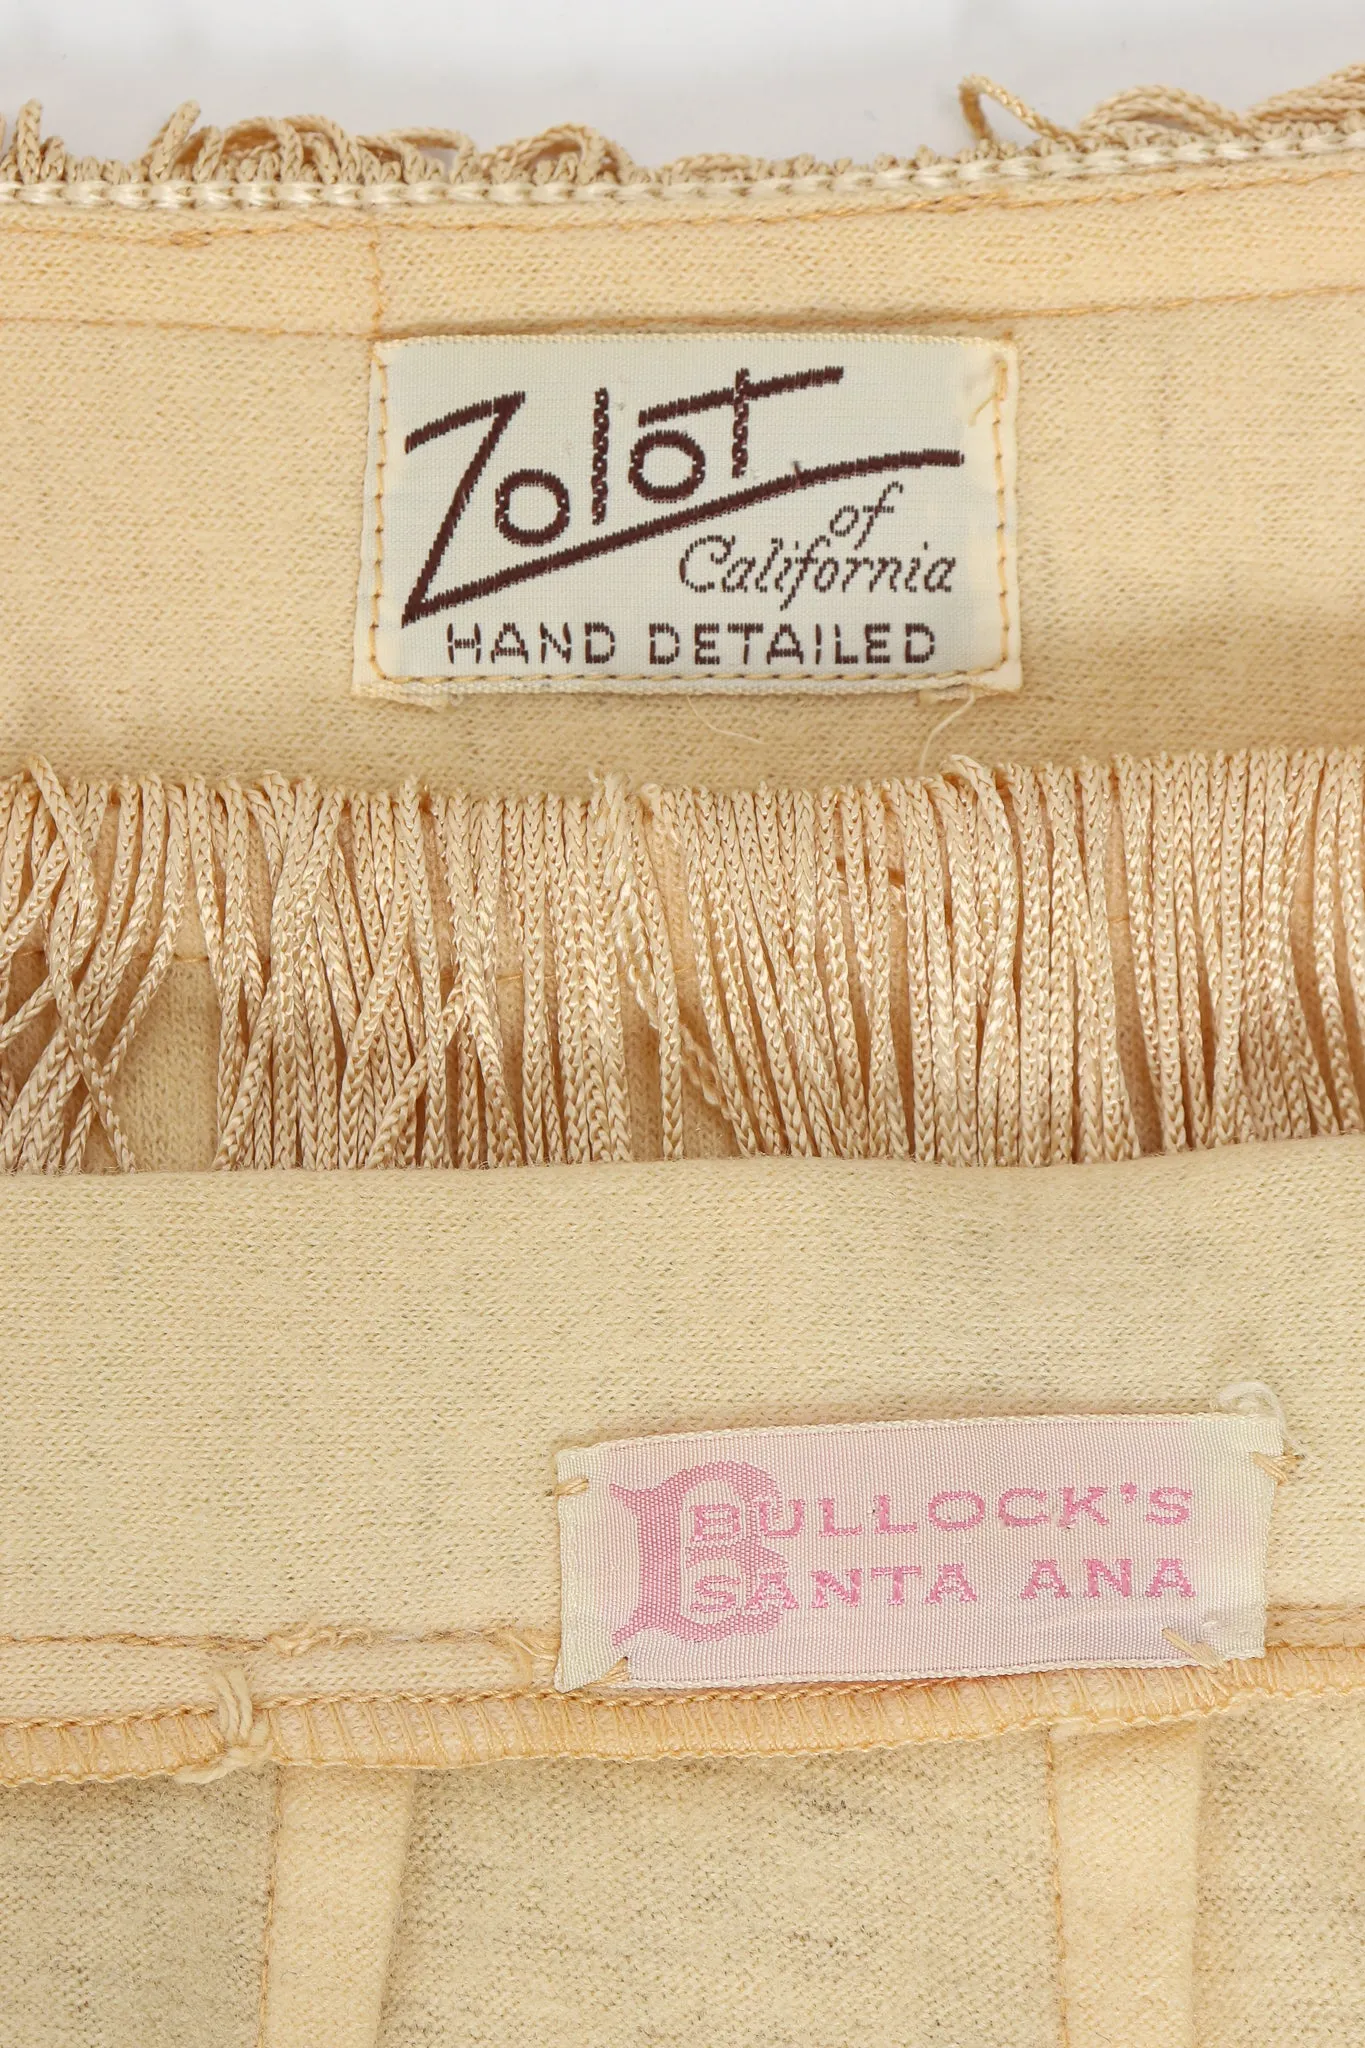 Zolot
of
California
HAND DETAILED
B
BULLOCK'S
SANTA ANA